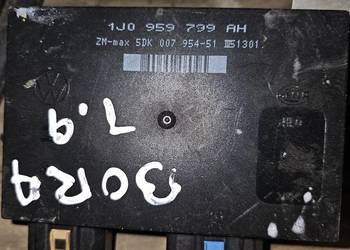 1J0 959 799 AH
ZM-max 5DK 007 954-51 51301
1.9
BORA